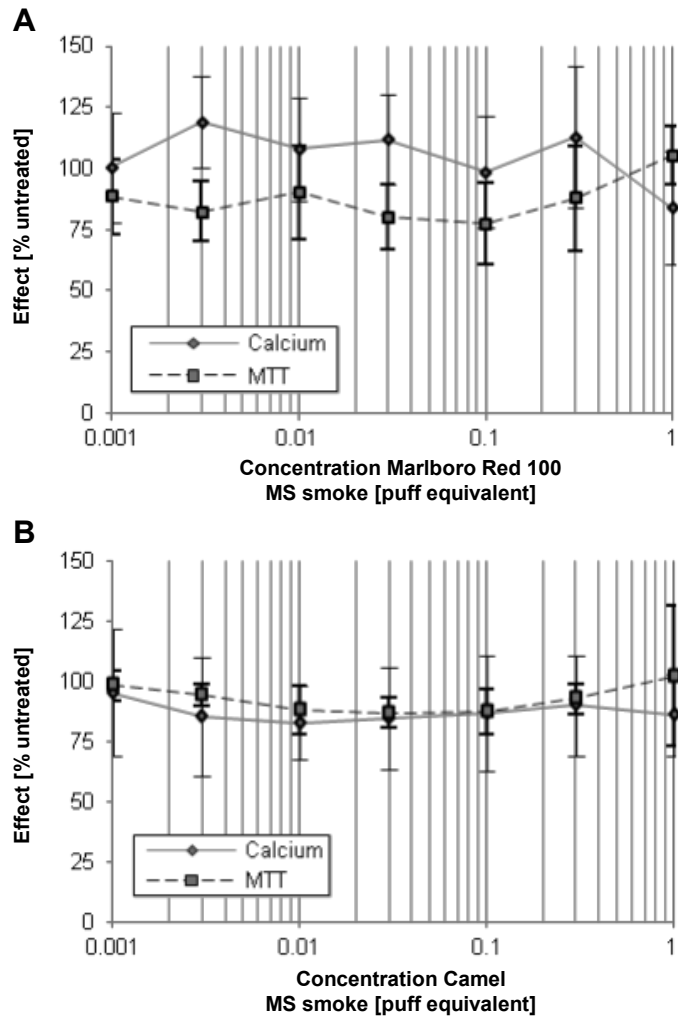 A
150
125
100
75
50
25
0
Effect [% untreated]
Calcium
MTT
0.001
0.01
0.1
1
Concentration Marlboro Red 100
MS smoke [puff equivalent]
B
150
125
100
75
50
25
0
Effect [% untreated]
Calcium
MTT
0.001
0.01
0.1
1
Concentration Camel
MS smoke [puff equivalent]